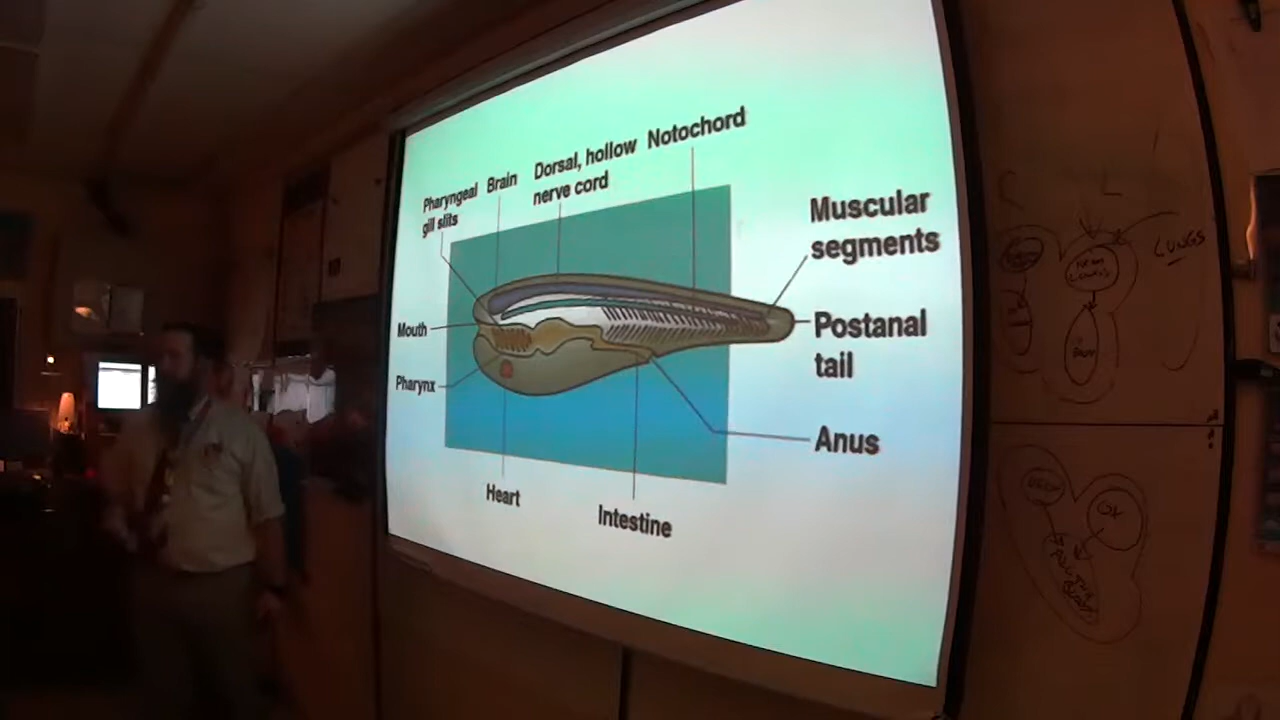 Pharyngeal
gill slits
Brain
Dorsal, hollow
nerve cord
Notochord
Muscular
segments
Mouth
Postanal
tail
Pharynx
Anus
Heart
Intestine
LUNGS